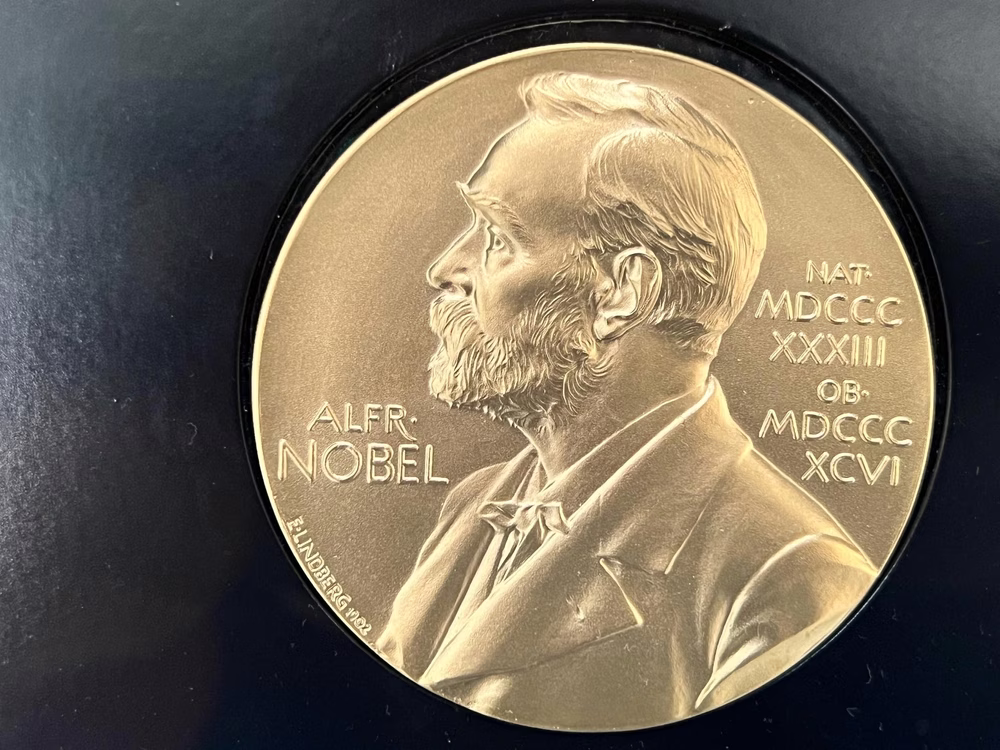 ALFR·
NOBEL
NAT·
MDCCC
XXXIII
OB·
MDCCC
XCVI
E·LINDBERG 1902